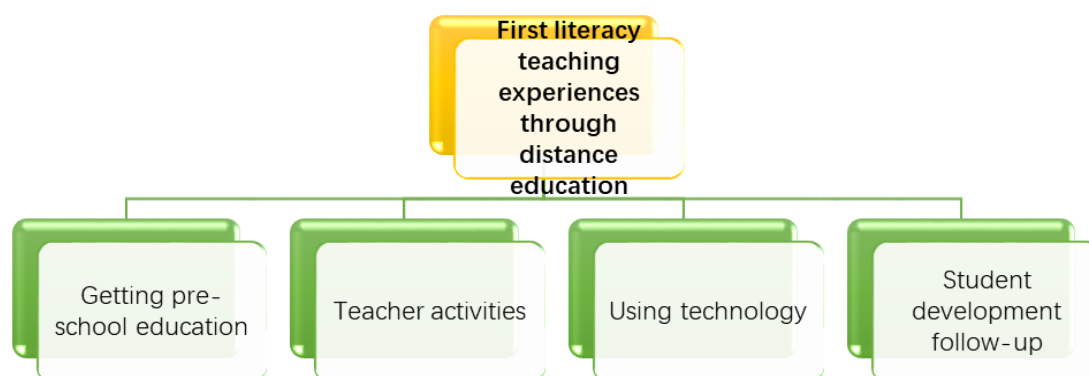 First literacy
teaching
experiences
through
distance
education
Getting pre-
school education
Teacher activities
Using technology
Student
development
follow-up